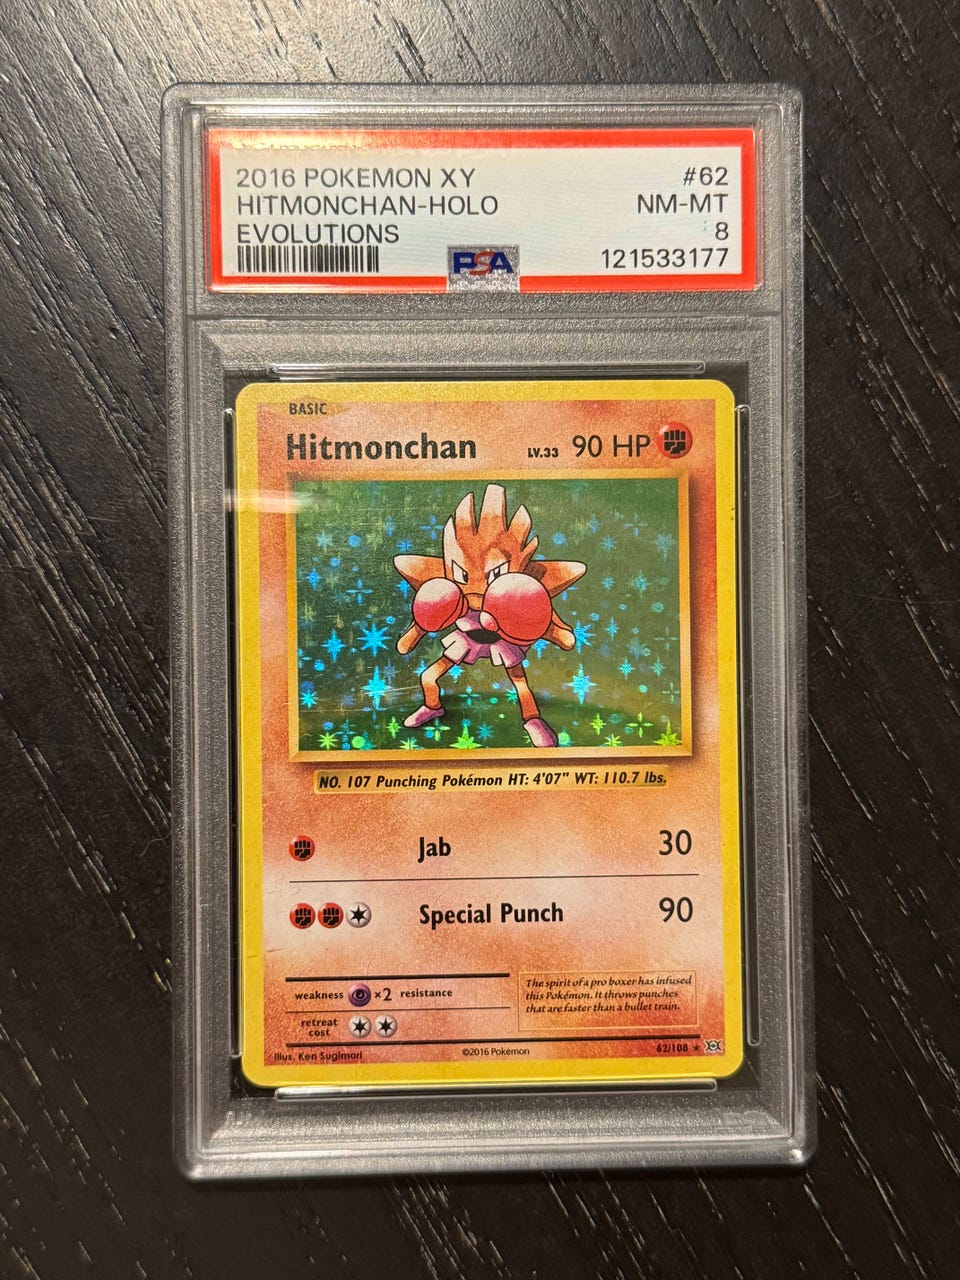 2016 POKEMON XY #62
HITMONCHAN-HOLO NM-MT
EVOLUTIONS 8
PSA 121533177
BASIC
Hitmonchan LV.33 90 HP
NO. 107 Punching Pokémon HT: 4'07" WT: 110.7 lbs.
Jab 30
Special Punch 90
weakness ×2 resistance
The spirit of a pro boxer has infused
this Pokémon. It throws punches
that are faster than a bullet train.
retreat
cost
Illus. Ken Sugimori ©2016 Pokémon 62/108 ★